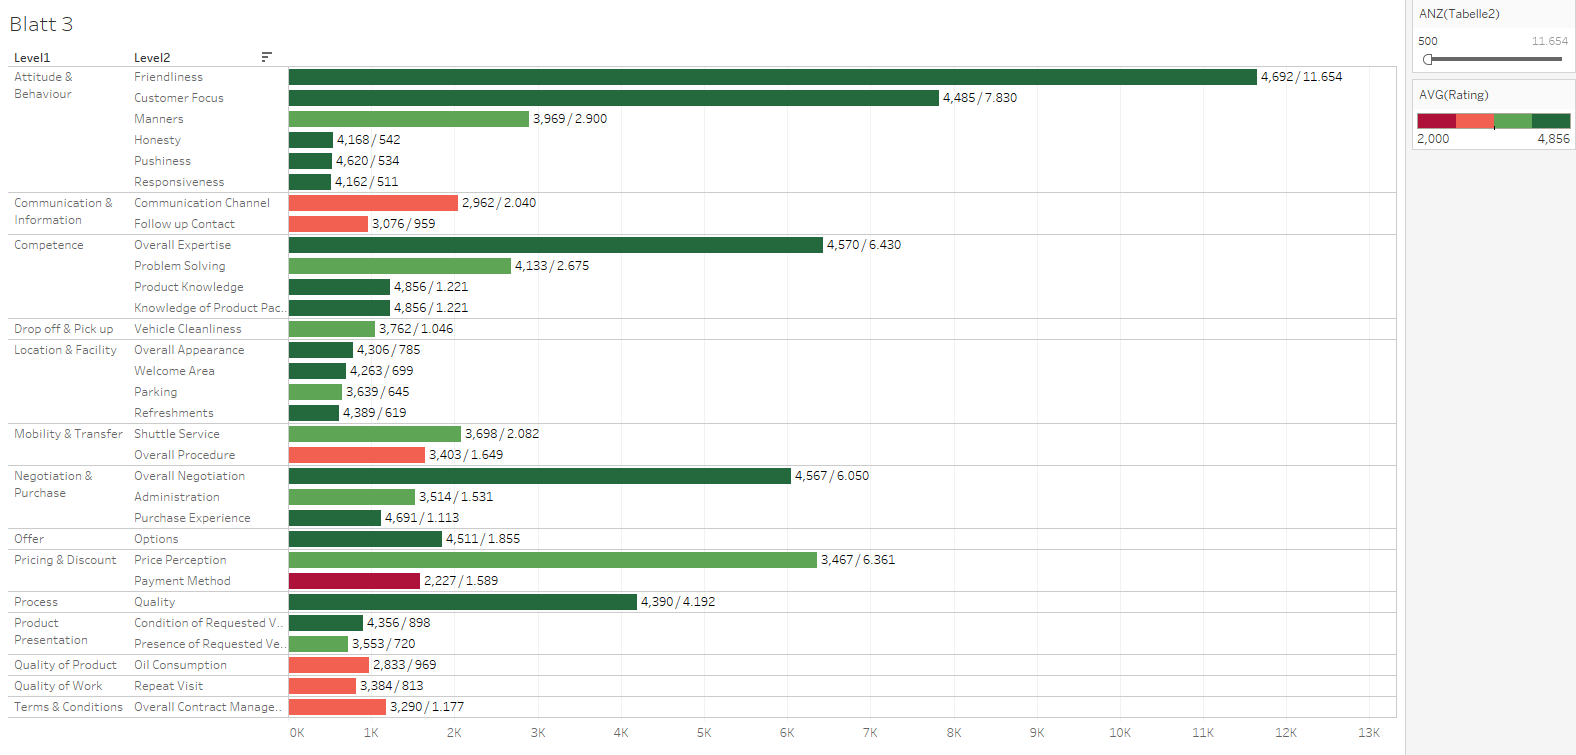 Blatt 3
Level1 Level2
Attitude & Behaviour Friendliness 4,692 / 11.654
Customer Focus 4,485 / 7.830
Manners 3,969 / 2.900
Honesty 4,168 / 542
Pushiness 4,620 / 534
Responsiveness 4,162 / 511
Communication & Information Communication Channel 2,962 / 2.040
Follow up Contact 3,076 / 959
Competence Overall Expertise 4,570 / 6.430
Problem Solving 4,133 / 2.675
Product Knowledge 4,856 / 1.221
Knowledge of Product Pac.. 4,856 / 1.221
Drop off & Pick up Vehicle Cleanliness 3,762 / 1.046
Location & Facility Overall Appearance 4,306 / 785
Welcome Area 4,263 / 699
Parking 3,639 / 645
Refreshments 4,389 / 619
Mobility & Transfer Shuttle Service 3,698 / 2.082
Overall Procedure 3,403 / 1.649
Negotiation & Purchase Overall Negotiation 4,567 / 6.050
Administration 3,514 / 1.531
Purchase Experience 4,691 / 1.113
Offer Options 4,511 / 1.855
Pricing & Discount Price Perception 3,467 / 6.361
Payment Method 2,227 / 1.589
Process Quality 4,390 / 4.192
Product Presentation Condition of Requested V.. 4,356 / 898
Presence of Requested Ve.. 3,553 / 720
Quality of Product Oil Consumption 2,833 / 969
Quality of Work Repeat Visit 3,384 / 813
Terms & Conditions Overall Contract Manage.. 3,290 / 1.177
0K 1K 2K 3K 4K 5K 6K 7K 8K 9K 10K 11K 12K 13K
ANZ(Tabelle2)
500 11.654
AVG(Rating)
2,000 4,856